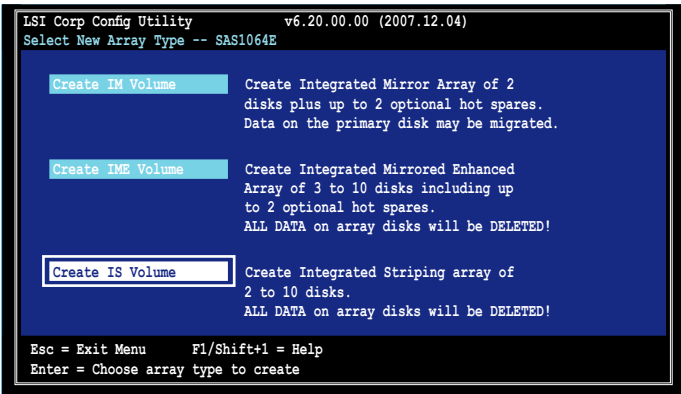 LSI Corp Config Utility v6.20.00.00 (2007.12.04)
Select New Array Type -- SAS1064E
Create IM Volume Create Integrated Mirror Array of 2
disks plus up to 2 optional hot spares.
Data on the primary disk may be migrated.
Create IME Volume Create Integrated Mirrored Enhanced
Array of 3 to 10 disks including up
to 2 optional hot spares.
ALL DATA on array disks will be DELETED!
Create IS Volume Create Integrated Striping array of
2 to 10 disks.
ALL DATA on array disks will be DELETED!
Esc = Exit Menu F1/Shift+1 = Help
Enter = Choose array type to create